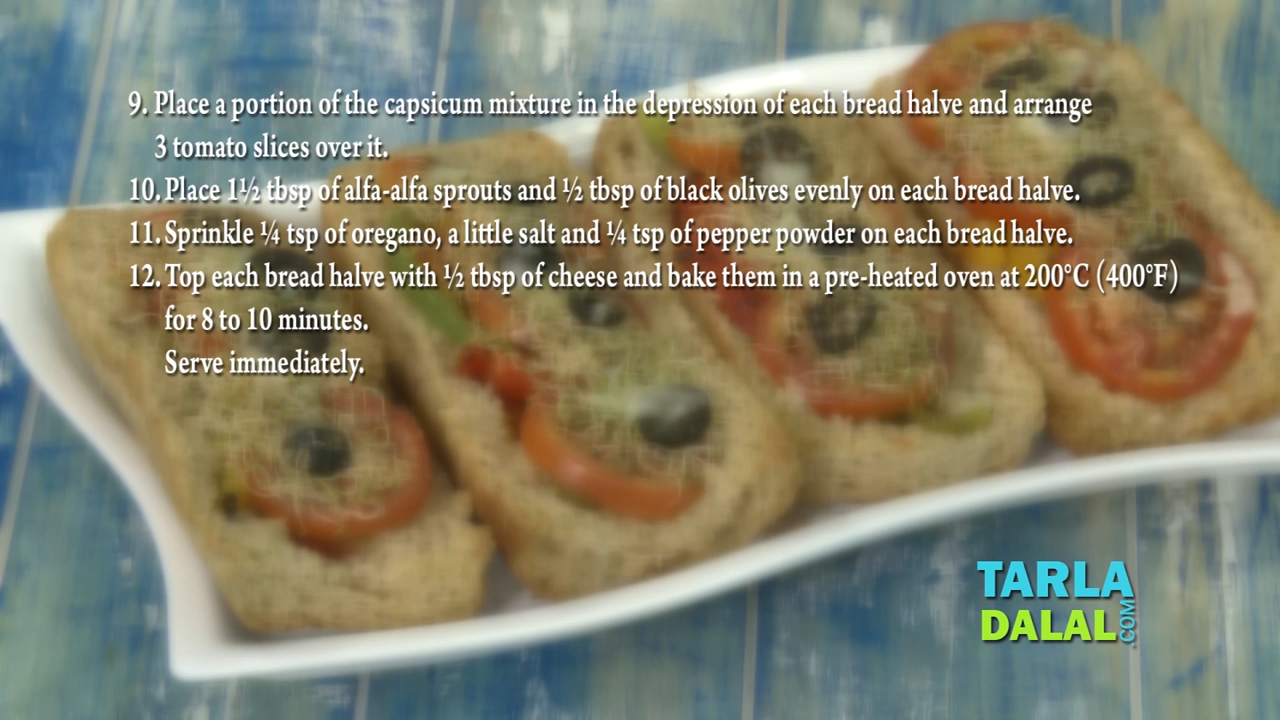 9. Place a portion of the capsicum mixture in the depression of each bread halve and arrange
3 tomato slices over it.
10. Place 1½ tbsp of alfa-alfa sprouts and ½ tbsp of black olives evenly on each bread halve.
11. Sprinkle ¼ tsp of oregano, a little salt and ¼ tsp of pepper powder on each bread halve.
12. Top each bread halve with ½ tbsp of cheese and bake them in a pre-heated oven at 200°C (400°F)
for 8 to 10 minutes.
Serve immediately.
TARLA
DALAL.COM